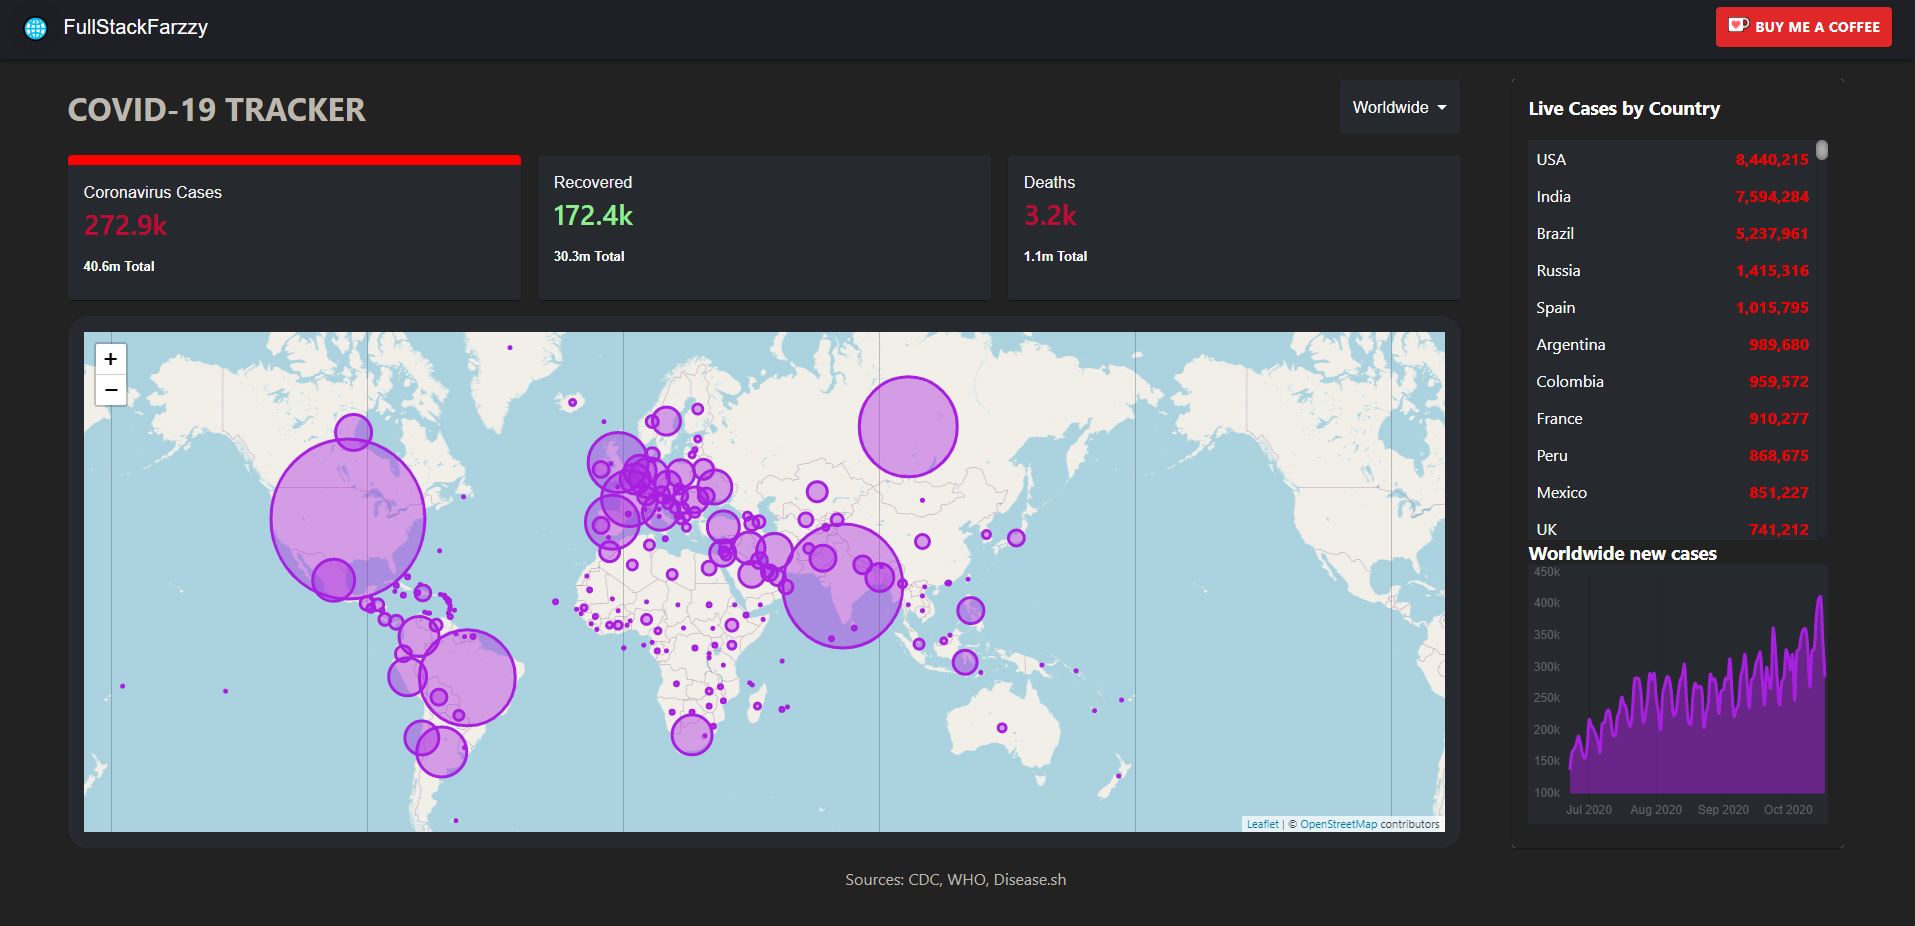 FullStackFarzzy
BUY ME A COFFEE
COVID-19 TRACKER
Worldwide
Coronavirus Cases
272.9k
40.6m Total
Recovered
172.4k
30.3m Total
Deaths
3.2k
1.1m Total
+
−
Leaflet | © OpenStreetMap contributors
Live Cases by Country
USA 8,440,215
India 7,594,284
Brazil 5,237,961
Russia 1,415,316
Spain 1,015,795
Argentina 989,680
Colombia 959,572
France 910,277
Peru 868,675
Mexico 851,227
UK 741,212
Worldwide new cases
450k
400k
350k
300k
250k
200k
150k
100k
Jul 2020 Aug 2020 Sep 2020 Oct 2020
Sources: CDC, WHO, Disease.sh